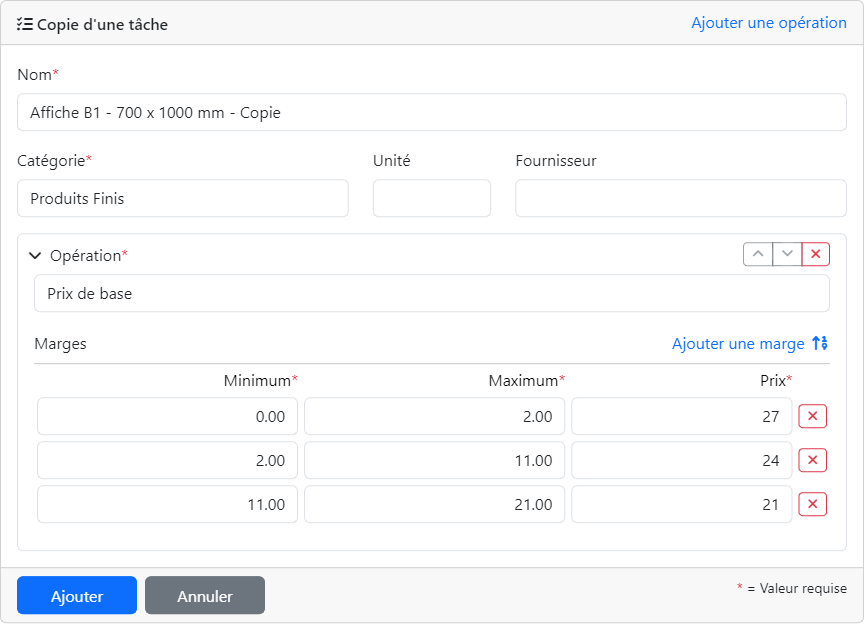 Copie d'une tâche Ajouter une opération
Nom*
Affiche B1 - 700 x 1000 mm - Copie
Catégorie* Unité Fournisseur
Produits Finis
Opération*
Prix de base
Marges Ajouter une marge
Minimum* Maximum* Prix*
0.00 2.00 27
2.00 11.00 24
11.00 21.00 21
Ajouter Annuler * = Valeur requise